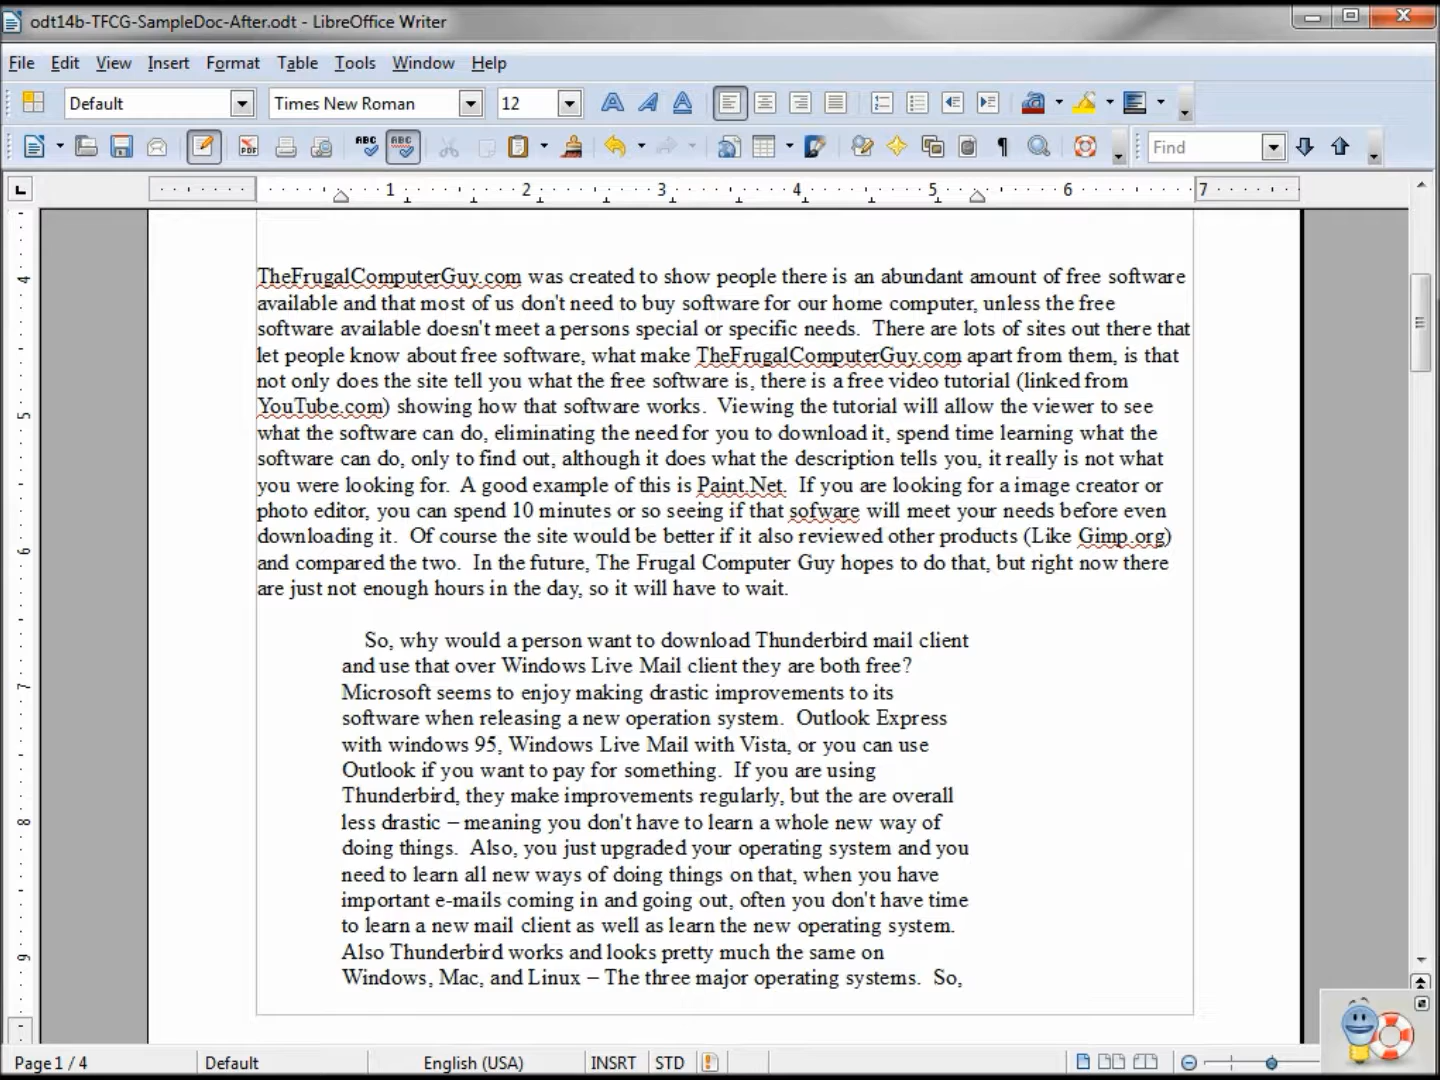 odt14b-TFCG-SampleDoc-After.odt - LibreOffice Writer
File Edit View Insert Format Table Tools Window Help
Default Times New Roman 12
ABC ABC PDF Find
1 2 3 4 5 6 7
TheFrugalComputerGuy.com was created to show people there is an abundant amount of free software
available and that most of us don't need to buy software for our home computer, unless the free
software available doesn't meet a persons special or specific needs.  There are lots of sites out there that
let people know about free software, what make TheFrugalComputerGuy.com apart from them, is that
not only does the site tell you what the free software is, there is a free video tutorial (linked from
YouTube.com) showing how that software works.  Viewing the tutorial will allow the viewer to see
what the software can do, eliminating the need for you to download it, spend time learning what the
software can do, only to find out, although it does what the description tells you, it really is not what
you were looking for.  A good example of this is Paint.Net.  If you are looking for a image creator or
photo editor, you can spend 10 minutes or so seeing if that sofware will meet your needs before even
downloading it.  Of course the site would be better if it also reviewed other products (Like Gimp.org)
and compared the two.  In the future, The Frugal Computer Guy hopes to do that, but right now there
are just not enough hours in the day, so it will have to wait.
So, why would a person want to download Thunderbird mail client
and use that over Windows Live Mail client they are both free?
Microsoft seems to enjoy making drastic improvements to its
software when releasing a new operation system.  Outlook Express
with windows 95, Windows Live Mail with Vista, or you can use
Outlook if you want to pay for something.  If you are using
Thunderbird, they make improvements regularly, but the are overall
less drastic – meaning you don't have to learn a whole new way of
doing things.  Also, you just upgraded your operating system and you
need to learn all new ways of doing things on that, when you have
important e-mails coming in and going out, often you don't have time
to learn a new mail client as well as learn the new operating system.
Also Thunderbird works and looks pretty much the same on
Windows, Mac, and Linux – The three major operating systems.  So,
4
5
6
7
8
9
Page 1 / 4 Default English (USA) INSRT STD